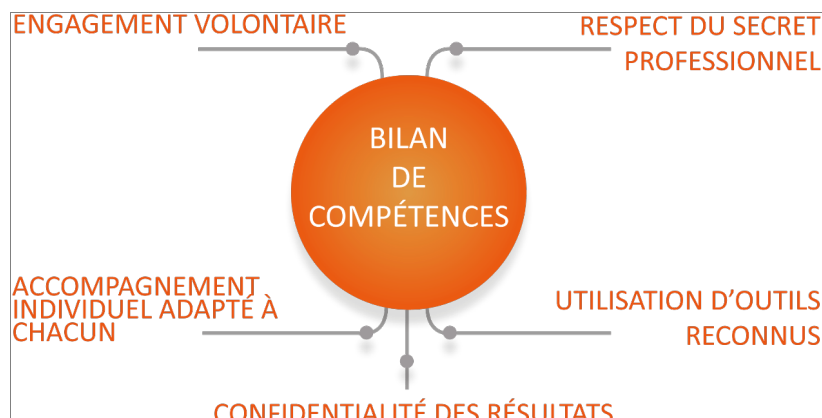 ENGAGEMENT VOLONTAIRE
RESPECT DU SECRET
PROFESSIONNEL
BILAN
DE
COMPÉTENCES
ACCOMPAGNEMENT
INDIVIDUEL ADAPTÉ À
CHACUN
UTILISATION D’OUTILS
RECONNUS
CONFIDENTIALITÉ DES RÉSULTATS